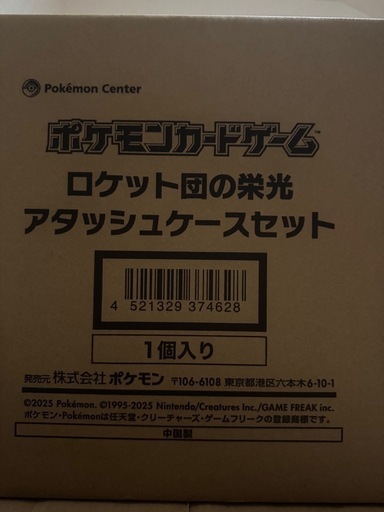 Pokémon Center
ポケモンカードゲーム™
ロケット団の栄光
アタッシュケースセット
4 521329 374628
1個入り
発売元 株式会社 ポケモン 〒106-6108 東京都港区六本木6-10-1
©2025 Pokémon. ©1995-2025 Nintendo/Creatures Inc./GAME FREAK inc.
ポケモン・Pokémonは任天堂・クリーチャーズ・ゲームフリークの登録商標です。
中国製